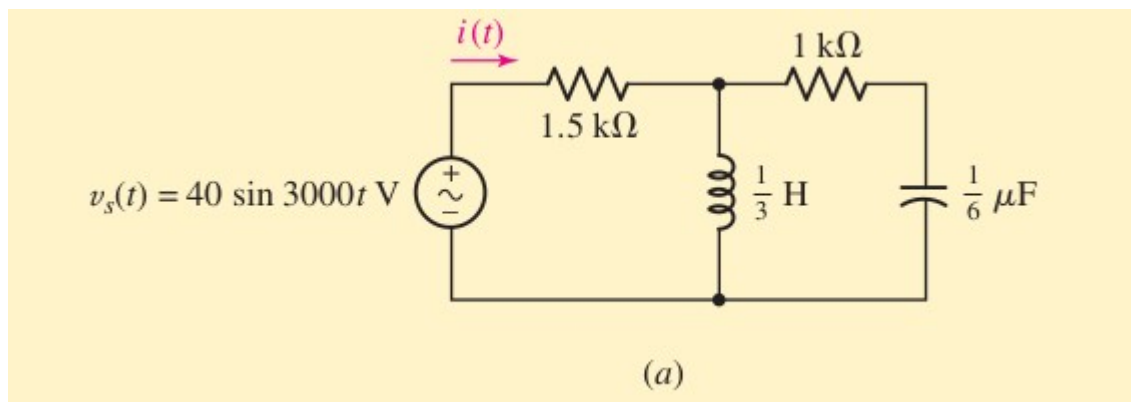 i(t)
1 kΩ
1.5 kΩ
v_s(t) = 40 sin 3000t V
+
−
1/3 H
1/6 μF
(a)